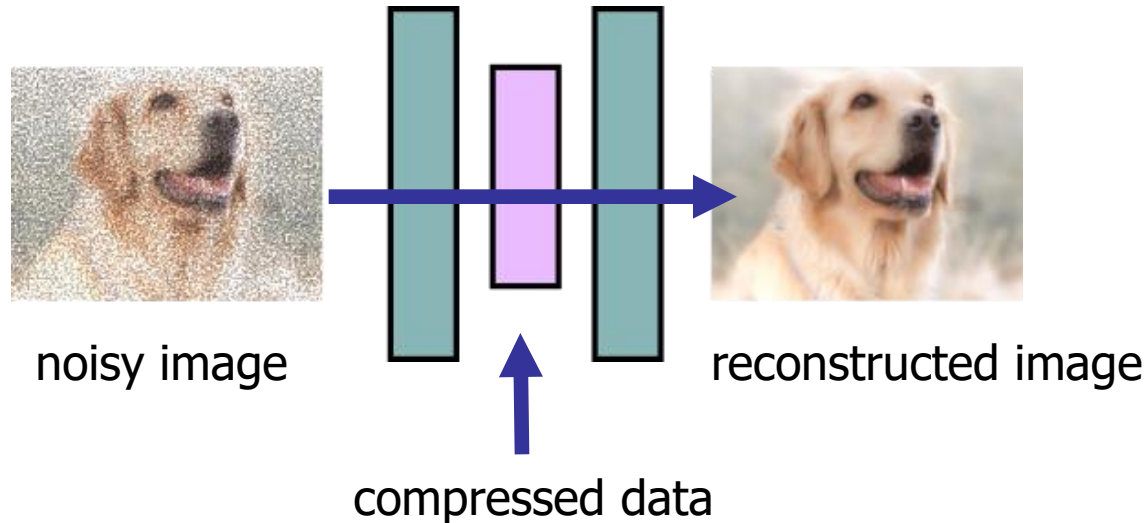 noisy image
reconstructed image
compressed data